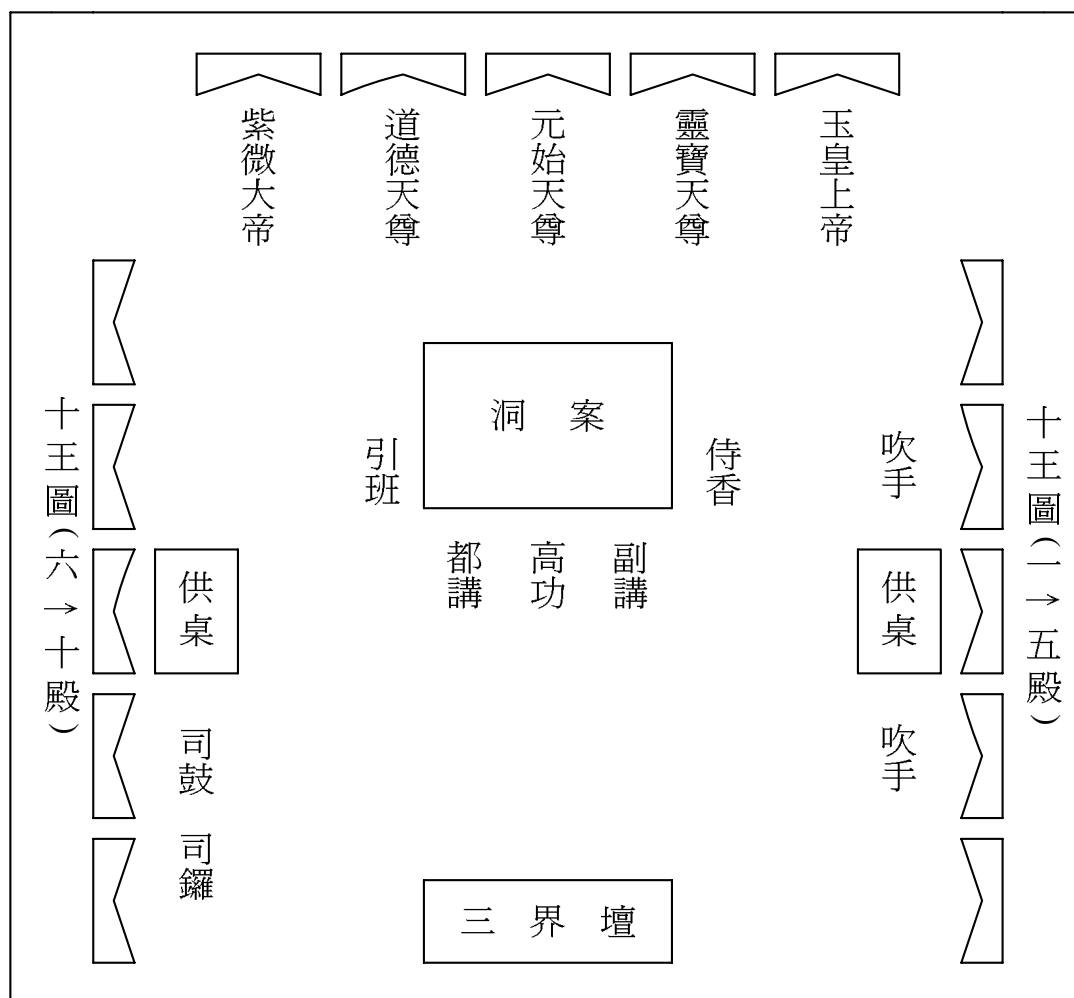 紫微大帝
道德天尊
元始天尊
靈寶天尊
玉皇上帝
十王圖(六→十殿)
十王圖(一→五殿)
洞案
引班
侍香
吹手
都講
高功
副講
供桌
供桌
司鼓
吹手
司鑼
三界壇